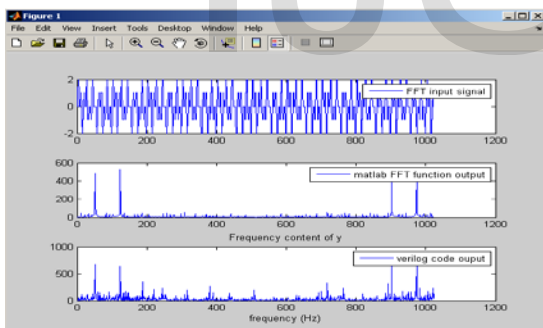 Figure 1
File Edit View Insert Tools Desktop Window Help
2
0
-2
FFT input signal
0 200 400 600 800 1000 1200
600
400
200
0
matlab FFT function output
0 200 400 600 800 1000 1200
Frequency content of y
1000
500
0
verilog code ouput
0 200 400 600 800 1000 1200
frequency (Hz)